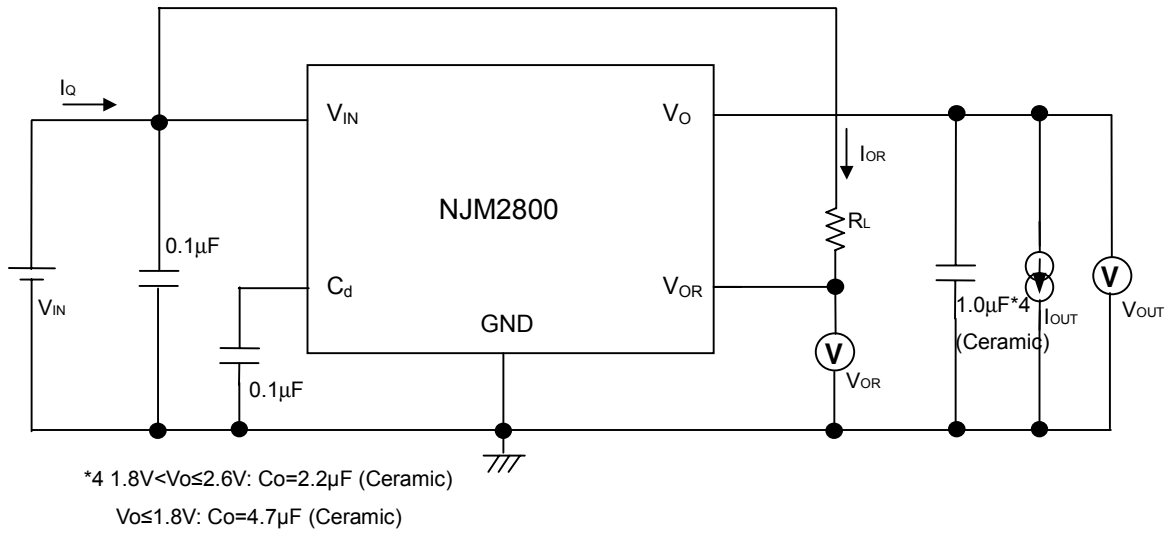 IQ
VIN
VO
IOR
NJM2800
RL
0.1µF
Cd
VOR
VIN
GND
1.0µF*4
(Ceramic)
IOUT
V
VOUT
V
VOR
0.1µF
*4 1.8V<Vo≤2.6V: Co=2.2µF (Ceramic)
Vo≤1.8V: Co=4.7µF (Ceramic)